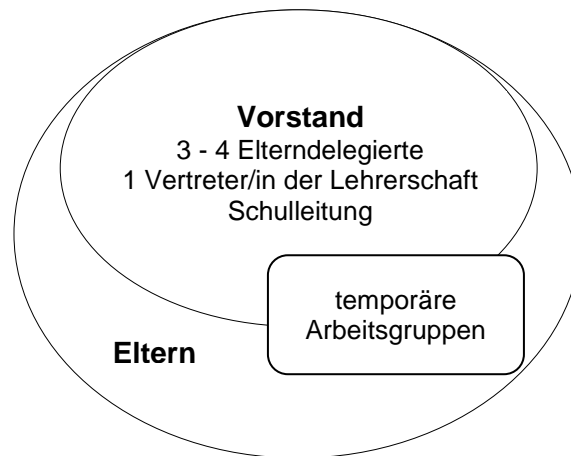 Vorstand
3 - 4 Elterndelegierte
1 Vertreter/in der Lehrerschaft
Schulleitung
temporäre
Arbeitsgruppen
Eltern